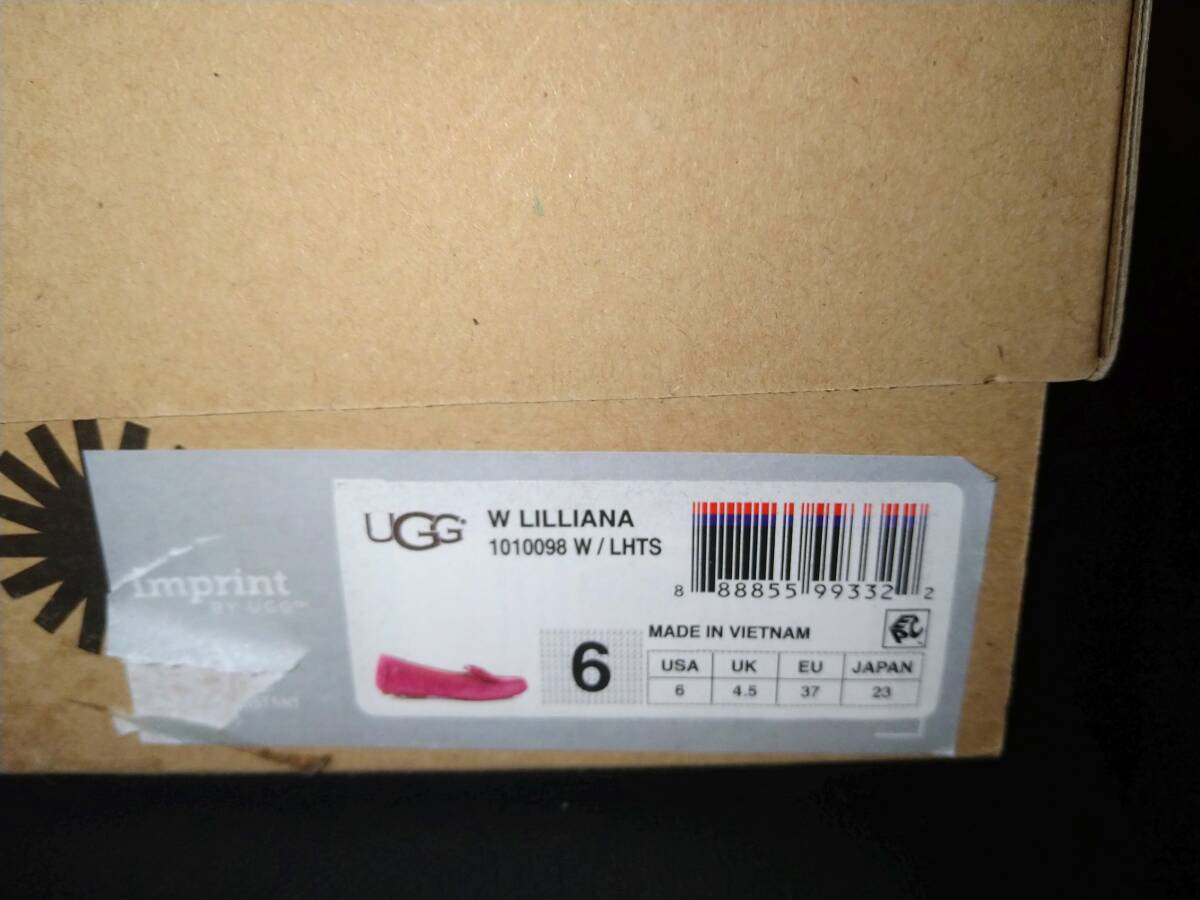 Imprint
BY UGG™
UGG®
W LILLIANA
1010098 W / LHTS
8 88855 99332 2
MADE IN VIETNAM
6
USA UK EU JAPAN
6 4.5 37 23